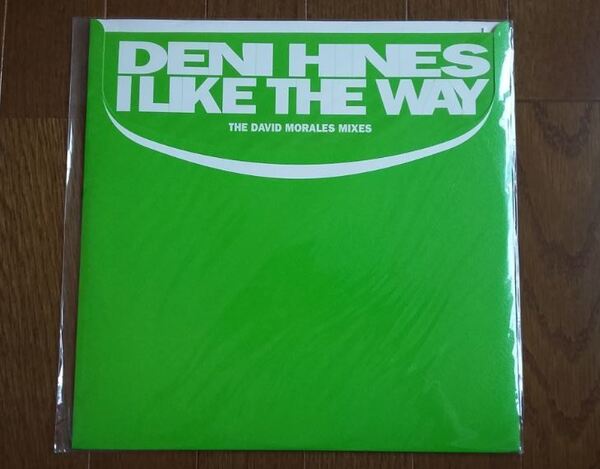 DENI HINES
I LIKE THE WAY
THE DAVID MORALES MIXES